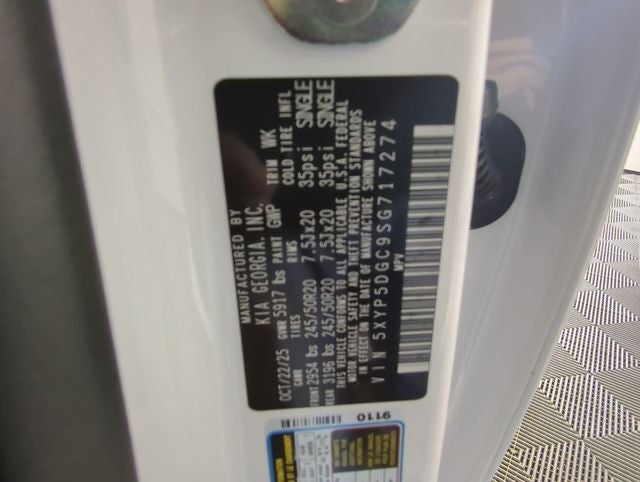 MANUFACTURED BY
KIA GEORGIA, INC.
OCT/22/25 GVWR 5917 lbs PAINT GWP TRIM WK
GAWR TIRES RIMS COLD TIRE INFL
FRONT 2954 lbs 245/50R20 7.5Jx20 35psi SINGLE
REAR 3196 lbs 245/50R20 7.5Jx20 35psi SINGLE
THIS VEHICLE CONFORMS TO ALL APPLICABLE U.S.A. FEDERAL
MOTOR VEHICLE SAFETY AND THEFT PREVENTION STANDARDS
IN EFFECT ON THE DATE OF MANUFACTURE SHOWN ABOVE
VIN 5XYP5DGC9SG717274
MPV
9110